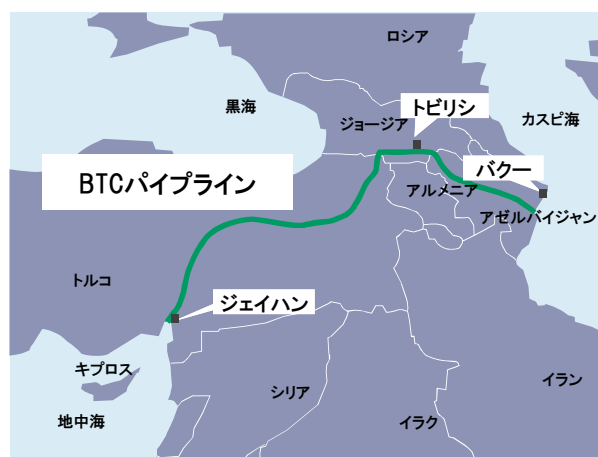 ロシア
黒海
トビリシ
カスピ海
ジョージア
バクー
BTCパイプライン
アルメニア
アゼルバイジャン
トルコ
ジェイハン
キプロス
シリア
イラン
地中海
イラク